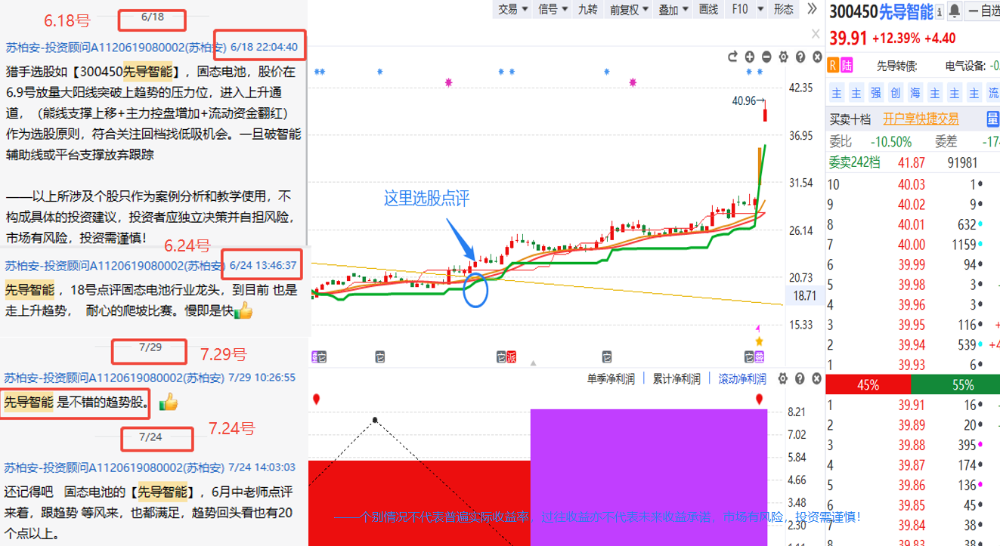 6.18号
6/18
苏柏安-投资顾问A1120619080002(苏柏安) 6/18 22:04:40
猎手选股如【300450先导智能】，固态电池，股价在
6.9号放量大阳线突破上趋势的压力位，进入上升通
道，（熊线支撑上移+主力控盘增加+流动资金翻红）
作为选股原则，符合关注回档找低吸机会。一旦破智能
辅助线或平台支撑放弃跟踪
——以上所涉及个股只作为案例分析和教学使用，不
构成具体的投资建议，投资者应独立决策并自担风险，
市场有风险，投资需谨慎！
6.24号
苏柏安-投资顾问A1120619080002(苏柏安) 6/24 13:46:37
先导智能 ，18号点评固态电池行业龙头，到目前 也是
走上升趋势， 耐心的爬坡比赛。慢即是快
7/29
7.29号
苏柏安-投资顾问A1120619080002(苏柏安) 7/29 10:26:55
先导智能 是不错的趋势股。
7/24
7.24号
苏柏安-投资顾问A1120619080002(苏柏安) 7/24 14:03:03
还记得吧 固态电池的【先导智能】，6月中老师点评
来着，跟趋势 等风来，也都满足，趋势回头看也有20
个点以上。
交易 信号 九转 前复权 叠加 画线 F10 形态
40.96
这里选股点评
42.35
36.95
31.54
26.14
20.73
18.71
15.33
它
它
它
派
它
它
单季净利润 累计净利润 滚动净利润
8.21
7.02
5.84
4.66
3.48
2.30
——个别情况不代表普遍实际收益率，过往收益亦不代表未来收益承诺，市场有风险，投资需谨慎！
300450先导智能 自选
39.91 +12.39% +4.40
R 陆 先导转债: 电气设备: -0
主 主 强 创 海 主 主 主 流
买卖十档 开户享快捷交易 量
委比 -10.50% 委差 -174
委卖242档 41.87 91981
10 40.03 1
9 40.02 9
8 40.01 632
7 40.00 1159
6 39.99 94
5 39.98 3
4 39.96 3
3 39.95 116
2 39.94 539 +4
1 39.93 6
45% 55%
1 39.91 16
2 39.89 20
3 39.88 395
4 39.87 174
5 39.86 136
6 39.85 45
7 39.84 38
8 39.83 38